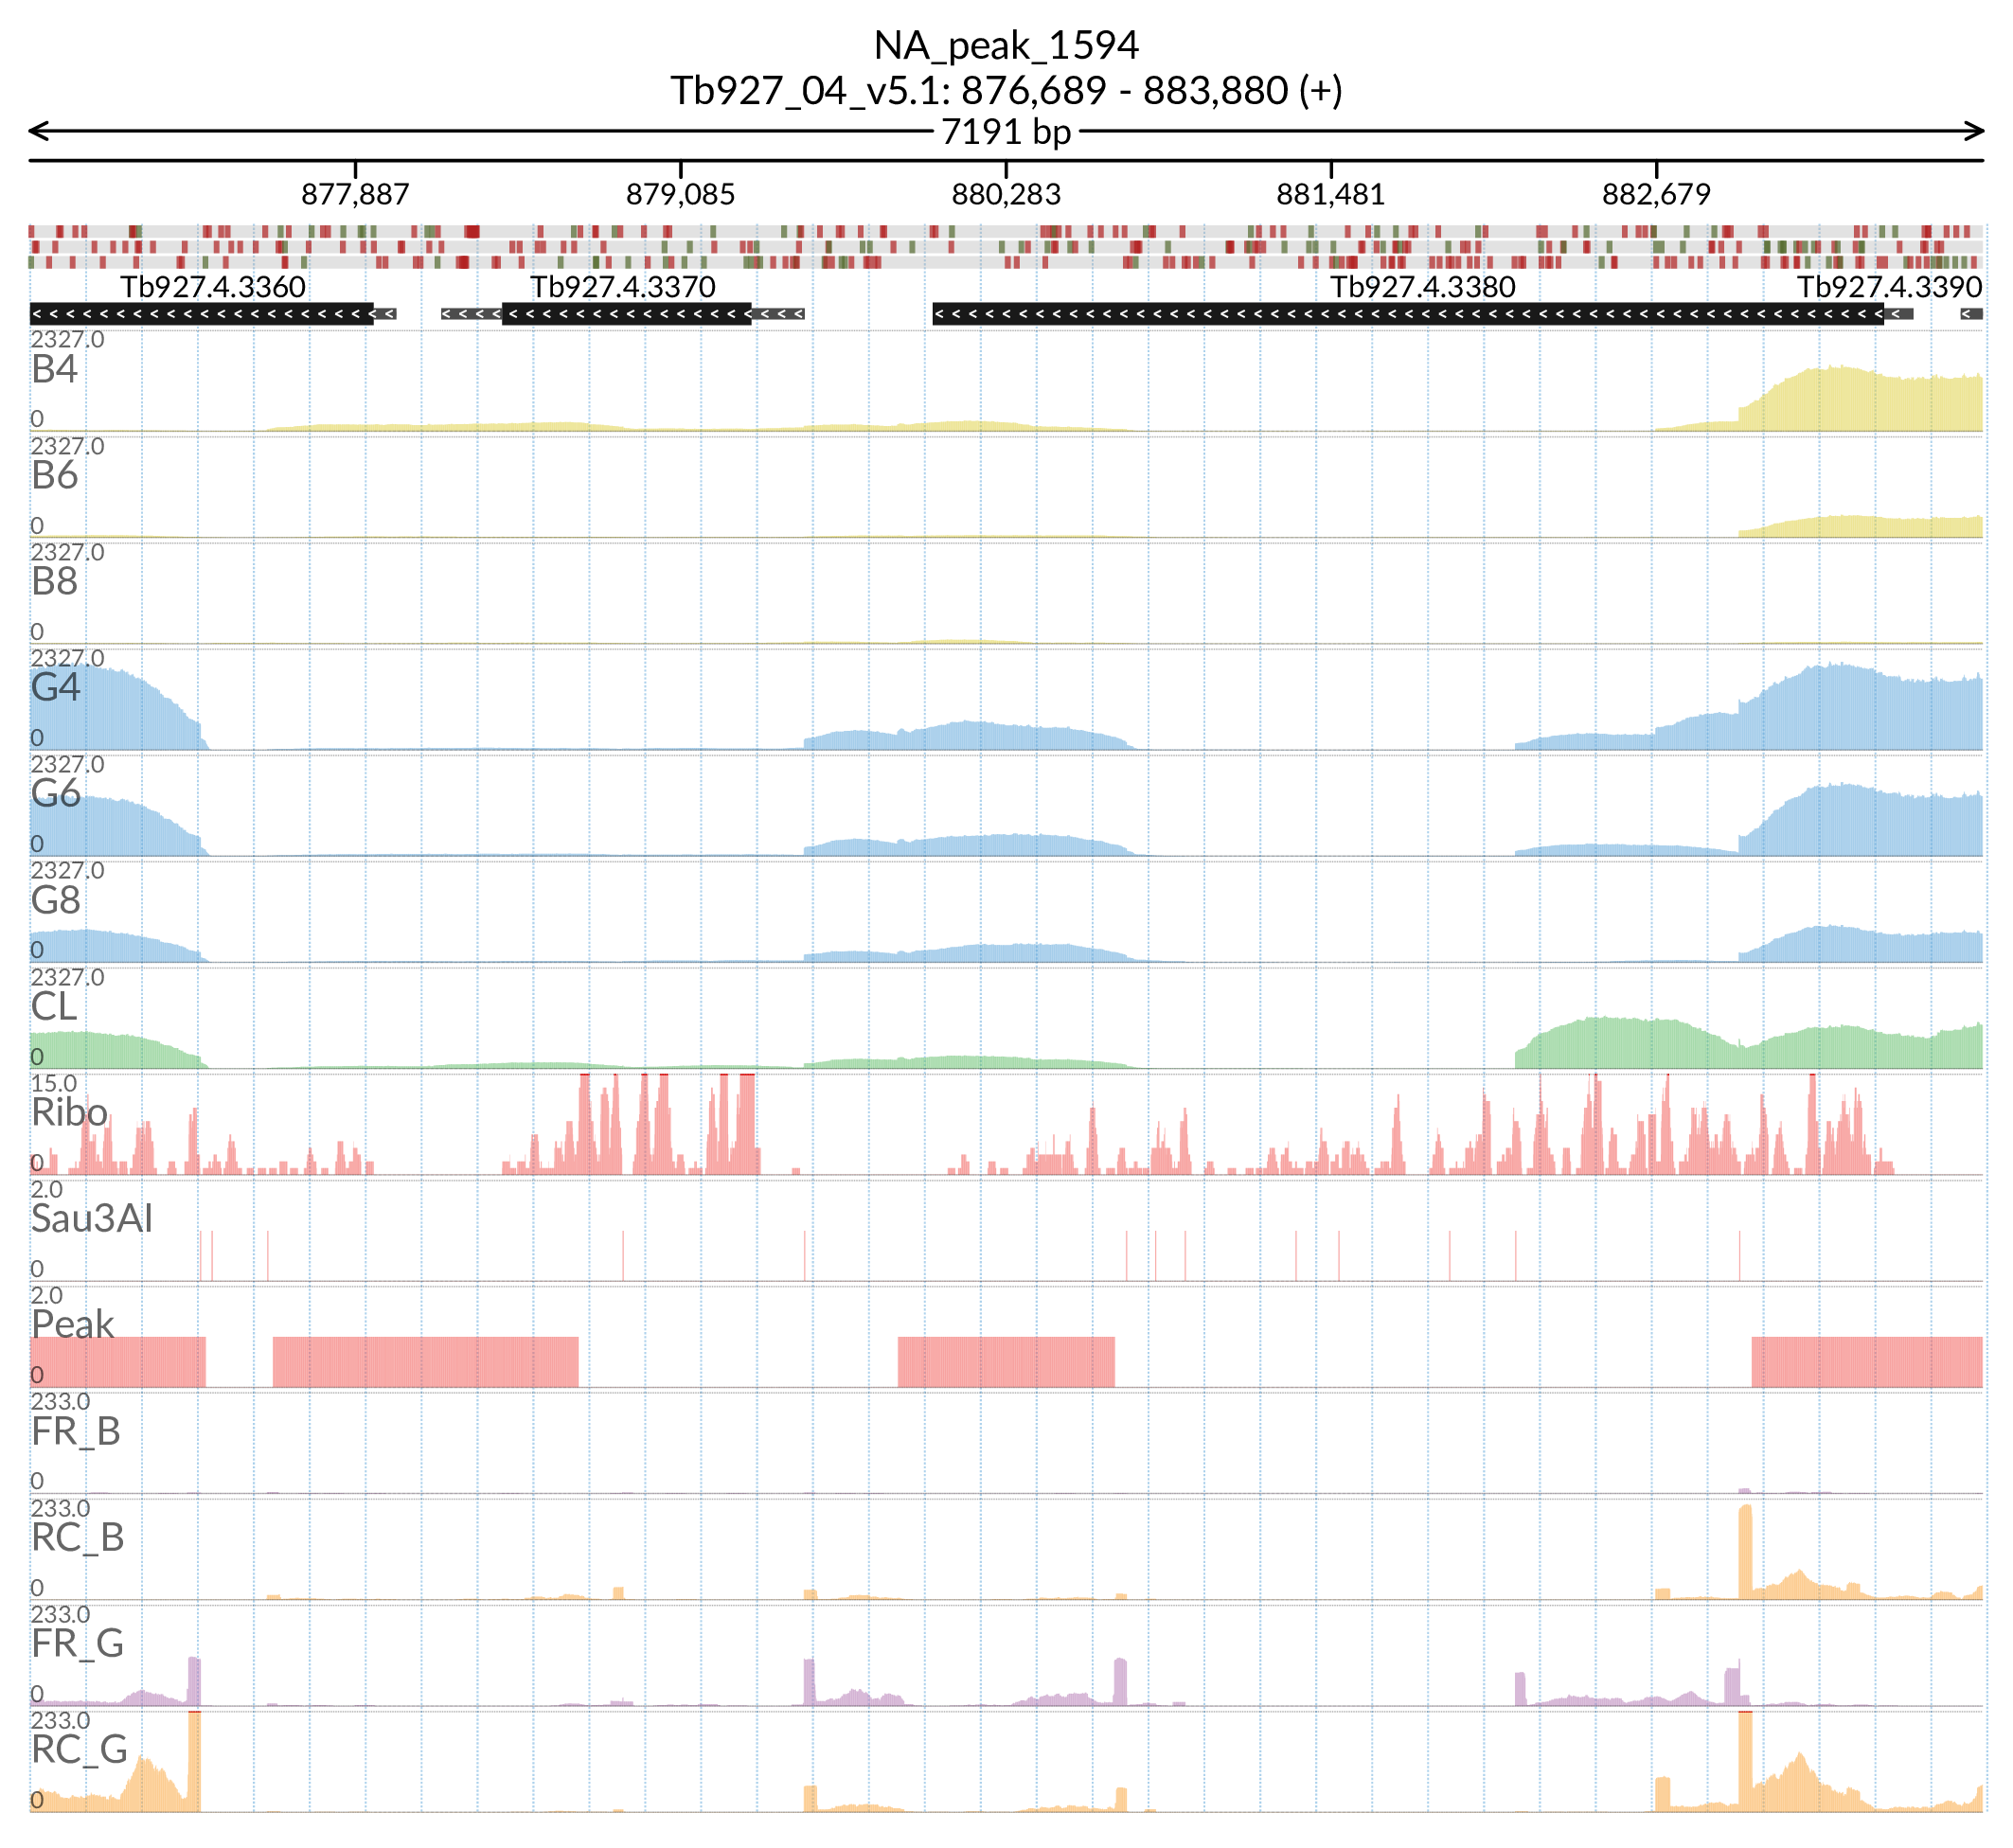 NA_peak_1594
Tb927_04_v5.1: 876,689 - 883,880 (+)
7191 bp
877,887 879,085 880,283 881,481 882,679
Tb927.4.3360 Tb927.4.3370 Tb927.4.3380 Tb927.4.3390
2327.0
B4
0
2327.0
B6
0
2327.0
B8
0
2327.0
G4
0
2327.0
G6
0
2327.0
G8
0
2327.0
CL
0
15.0
Ribo
0
2.0
Sau3AI
0
2.0
Peak
0
233.0
FR_B
0
233.0
RC_B
0
233.0
FR_G
0
233.0
RC_G
0